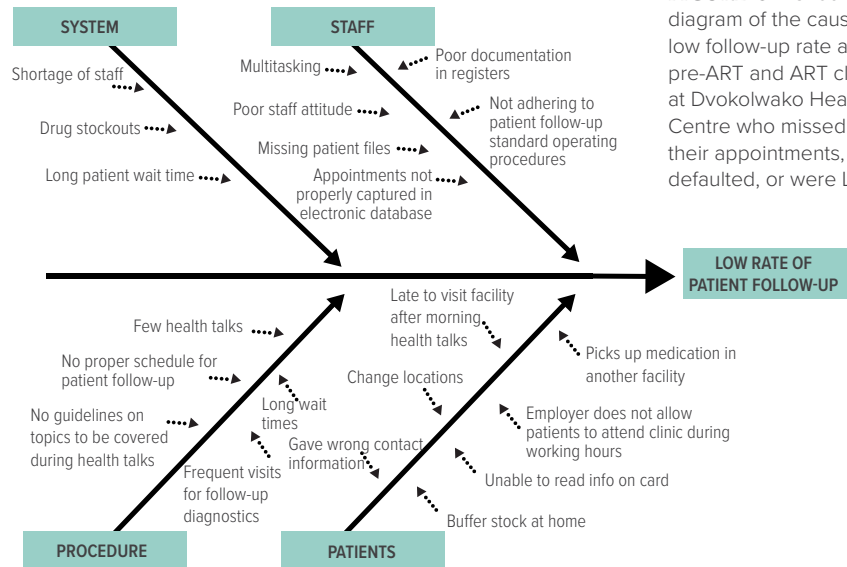 SYSTEM
Shortage of staff
Drug stockouts
Long patient wait time
STAFF
Multitasking
Poor staff attitude
Missing patient files
Appointments not
properly captured in
electronic database
Poor documentation
in registers
Not adhering to
patient follow-up
standard operating
procedures
diagram of the
low follow-up rate
pre-ART and ART
at Dvokolwako
Centre who missed
their appointments,
defaulted, or were
LOW RATE OF
PATIENT FOLLOW-UP
Few health talks
No proper schedule for
patient follow-up
No guidelines on
topics to be covered
during health talks
Long wait
times
Frequent visits
for follow-up
diagnostics
PROCEDURE
Late to visit facility
after morning
health talks
Change locations
Gave wrong contact
information
Picks up medication in
another facility
Employer does not allow
patients to attend clinic during
working hours
Unable to read info on card
Buffer stock at home
PATIENTS